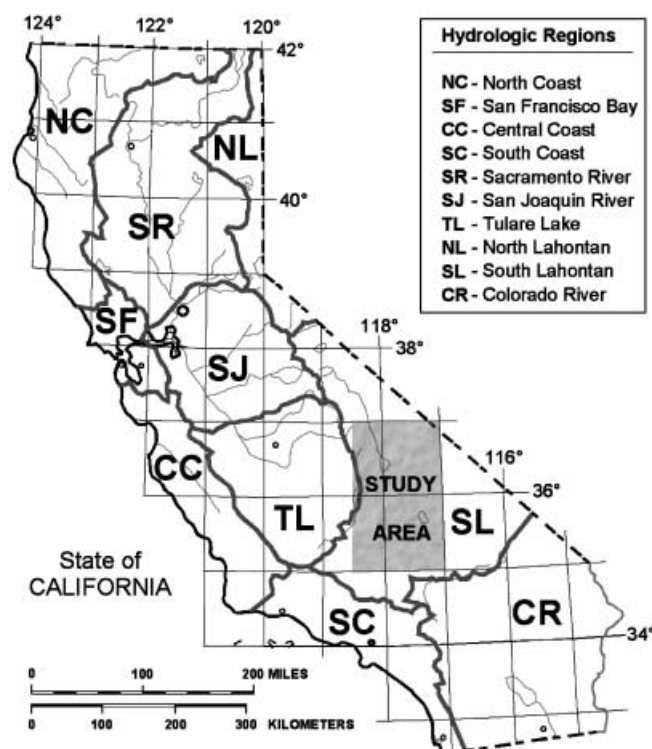 124°
122°
120°
42°
NC
NL
40°
SR
SF
118°
38°
SJ
CC
STUDY
AREA
116°
36°
TL
SL
State of
CALIFORNIA
SC
CR
34°
0 100 200 MILES
0 100 200 300 KILOMETERS
Hydrologic Regions
NC - North Coast
SF - San Francisco Bay
CC - Central Coast
SC - South Coast
SR - Sacramento River
SJ - San Joaquin River
TL - Tulare Lake
NL - North Lahontan
SL - South Lahontan
CR - Colorado River